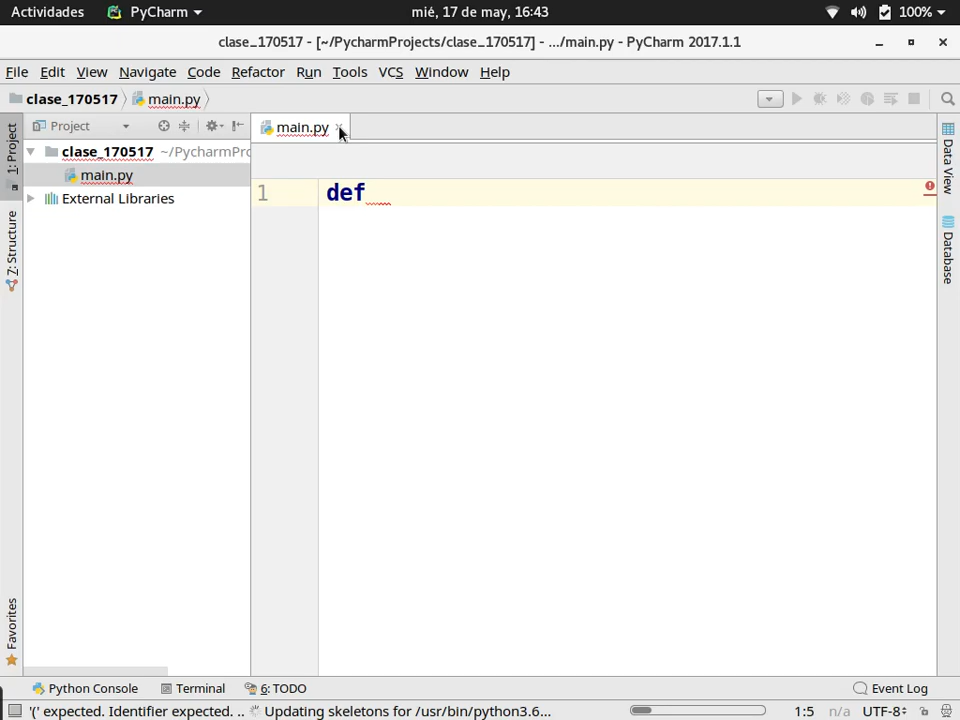 Actividades PyCharm mié, 17 de may, 16:43 100%
clase_170517 - [~/PycharmProjects/clase_170517] - .../main.py - PyCharm 2017.1.1
File Edit View Navigate Code Refactor Run Tools VCS Window Help
clase_170517 main.py
Project main.py
clase_170517 ~/PycharmPro
main.py
External Libraries
1 def
1: Project
7: Structure
Favorites
Data View
Database
Python Console Terminal 6: TODO Event Log
'(' expected. Identifier expected. .. Updating skeletons for /usr/bin/python3.6... 1:5 n/a UTF-8